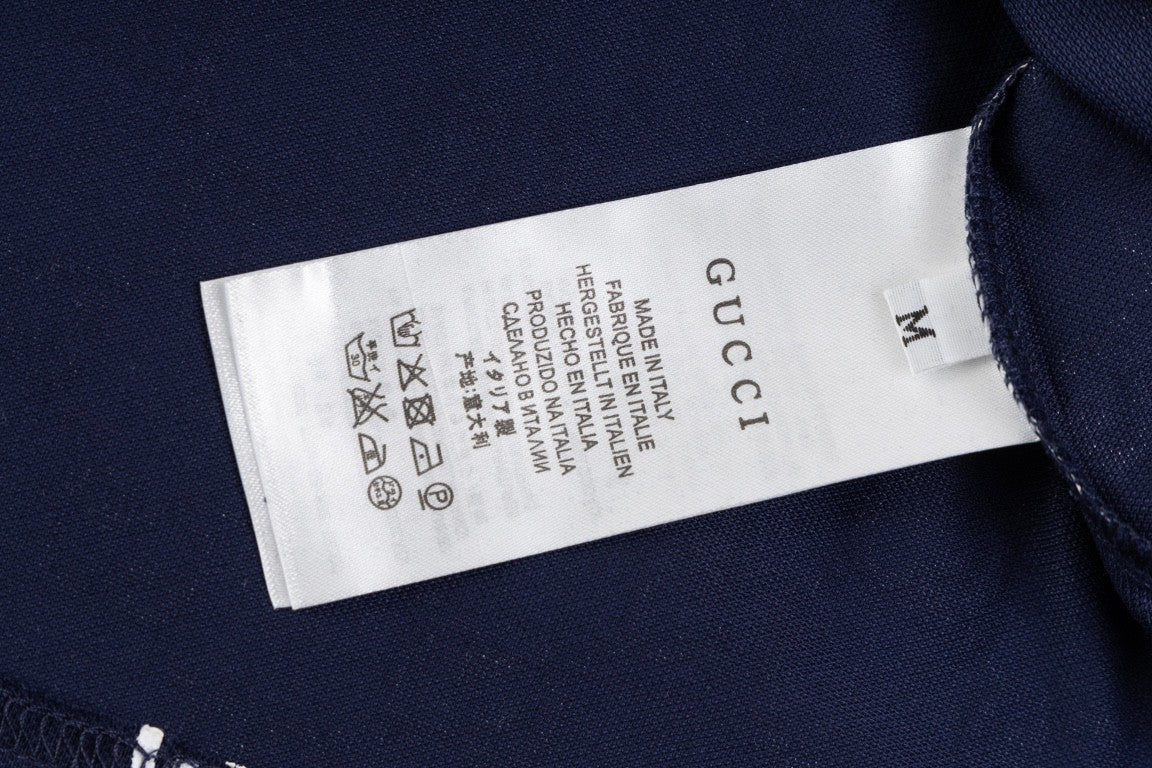 GUCCI
M
MADE IN ITALY
FABRIQUE EN ITALIE
HERGESTELLT IN ITALIEN
HECHO EN ITALIA
PRODUZIDO NA ITALIA
СДЕЛАНО В ИТАЛИИ
イタリア製
产地:意大利
P
30